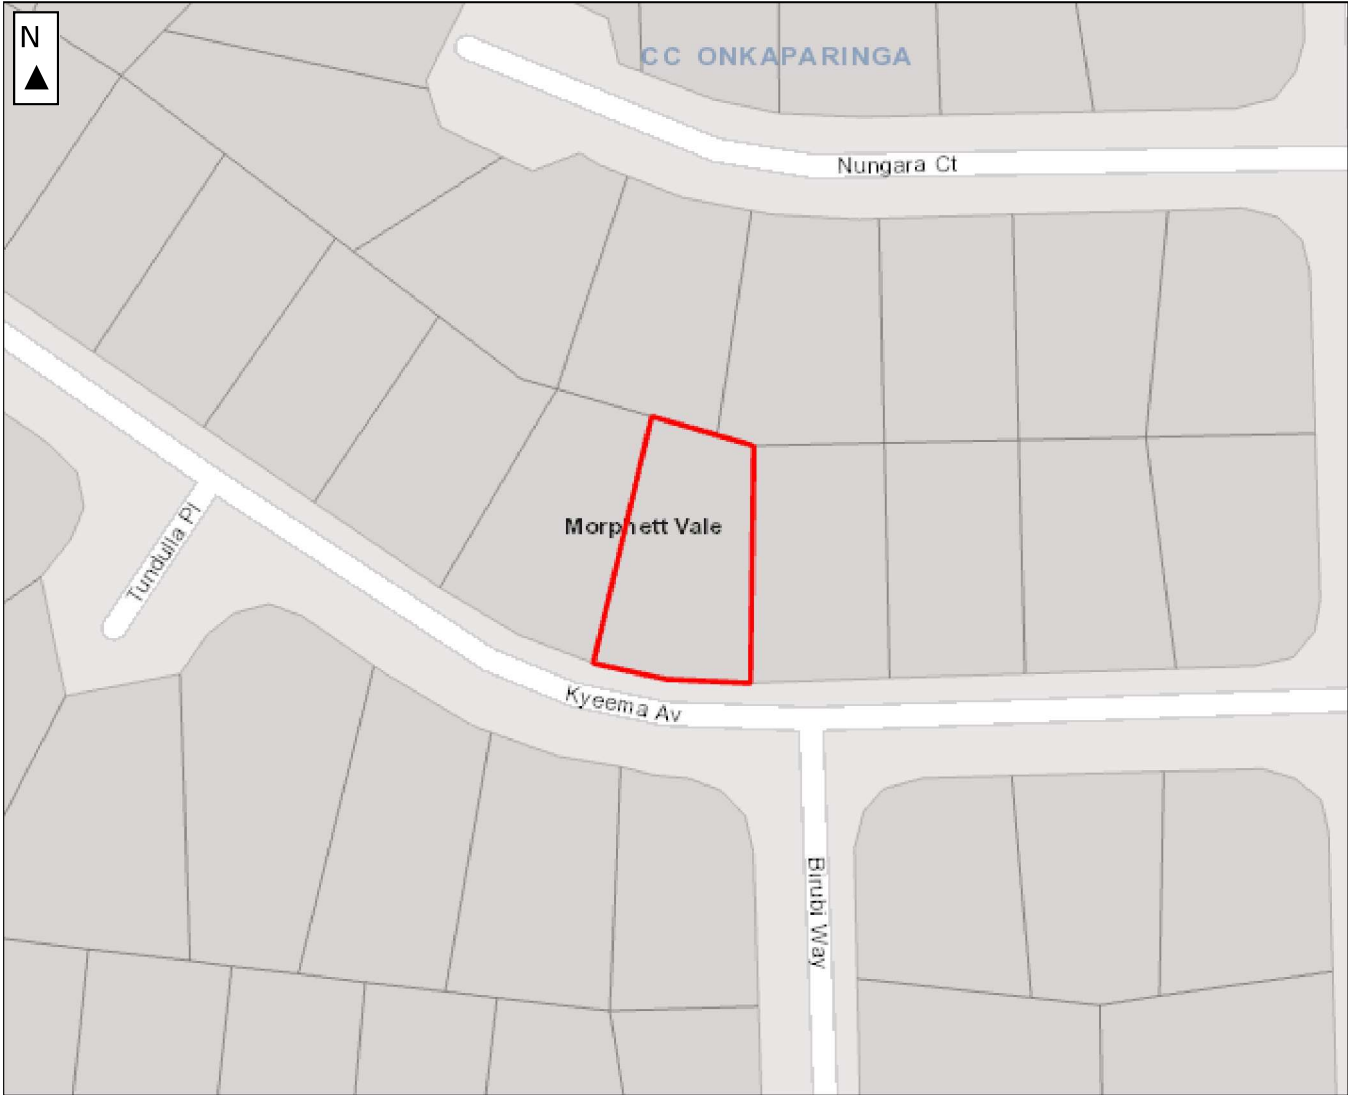 N
CC ONKAPARINGA
Nungara Ct
Tundulla Pl
Morphett Vale
Kyeema Av
Birubi Way